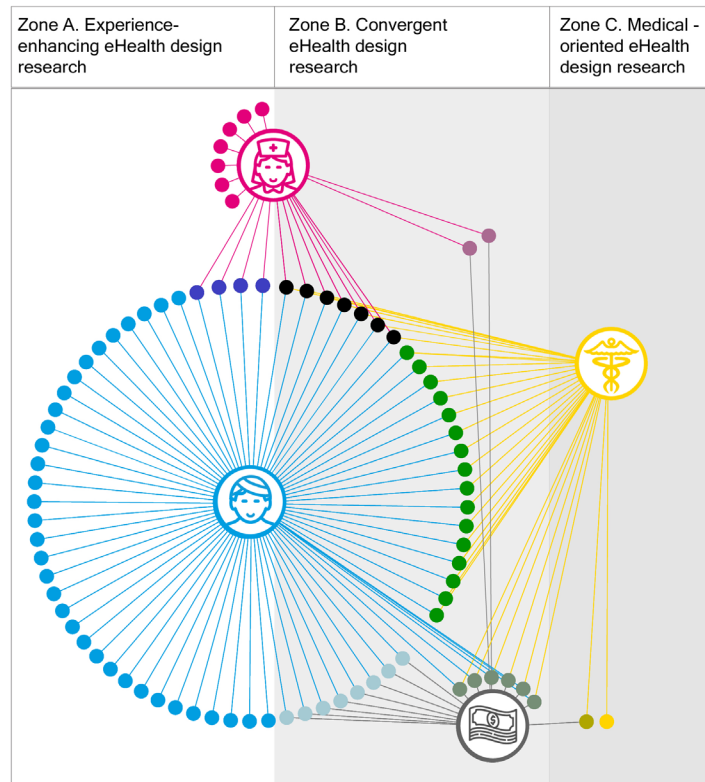 Zone A. Experience-
enhancing eHealth design
research
Zone B. Convergent
eHealth design
research
Zone C. Medical -
oriented eHealth
design research
$